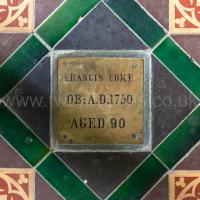 FRANCIS COKE
OB: A.D. 1750
AGED 90